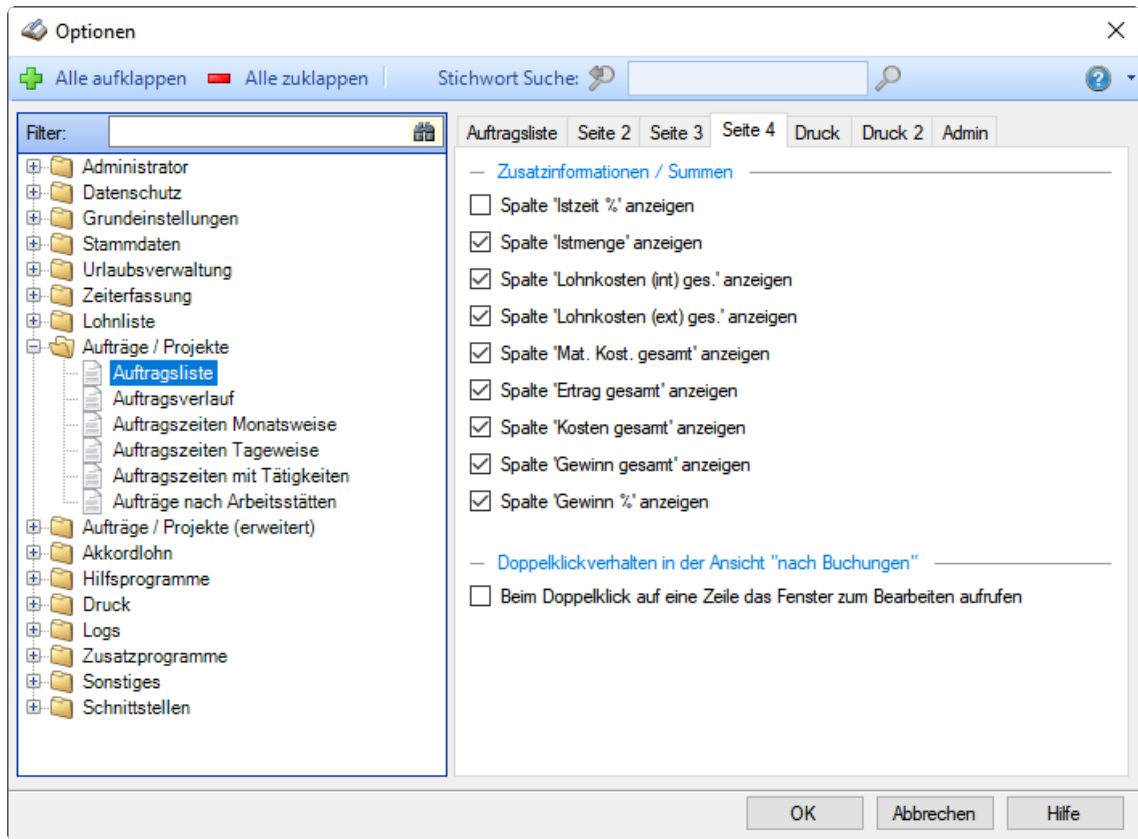 Optionen
Alle aufklappen Alle zuklappen Stichwort Suche:
Filter:
Administrator
Datenschutz
Grundeinstellungen
Stammdaten
Urlaubsverwaltung
Zeiterfassung
Lohnliste
Aufträge / Projekte
Auftragsliste
Auftragsverlauf
Auftragszeiten Monatsweise
Auftragszeiten Tageweise
Auftragszeiten mit Tätigkeiten
Aufträge nach Arbeitsstätten
Aufträge / Projekte (erweitert)
Akkordlohn
Hilfsprogramme
Druck
Logs
Zusatzprogramme
Sonstiges
Schnittstellen
Auftragsliste Seite 2 Seite 3 Seite 4 Druck Druck 2 Admin
Zusatzinformationen / Summen
Spalte 'Istzeit %' anzeigen
Spalte 'Istmenge' anzeigen
Spalte 'Lohnkosten (int) ges.' anzeigen
Spalte 'Lohnkosten (ext) ges.' anzeigen
Spalte 'Mat. Kost. gesamt' anzeigen
Spalte 'Ertrag gesamt' anzeigen
Spalte 'Kosten gesamt' anzeigen
Spalte 'Gewinn gesamt' anzeigen
Spalte 'Gewinn %' anzeigen
Doppelklickverhalten in der Ansicht "nach Buchungen"
Beim Doppelklick auf eine Zeile das Fenster zum Bearbeiten aufrufen
OK Abbrechen Hilfe